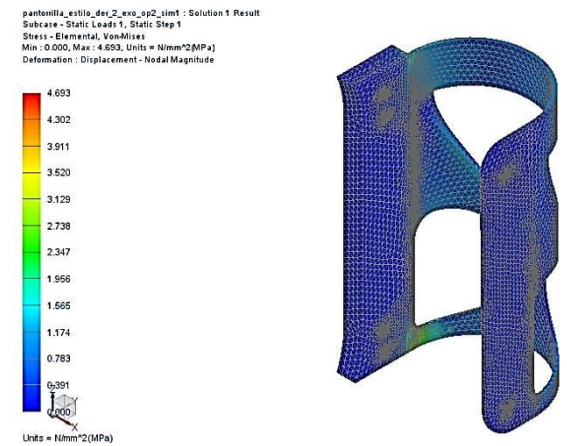 pantorrilla_estilo_der_2_exo_op2_sim1 : Solution 1 Result
Subcase - Static Loads 1, Static Step 1
Stress - Elemental, Von-Mises
Min : 0.000, Max : 4.693, Units = N/mm^2(MPa)
Deformation : Displacement - Nodal Magnitude
4.693
4.302
3.911
3.520
3.129
2.738
2.347
1.956
1.565
1.174
0.783
0.391
0.000
X
Units = N/mm^2(MPa)